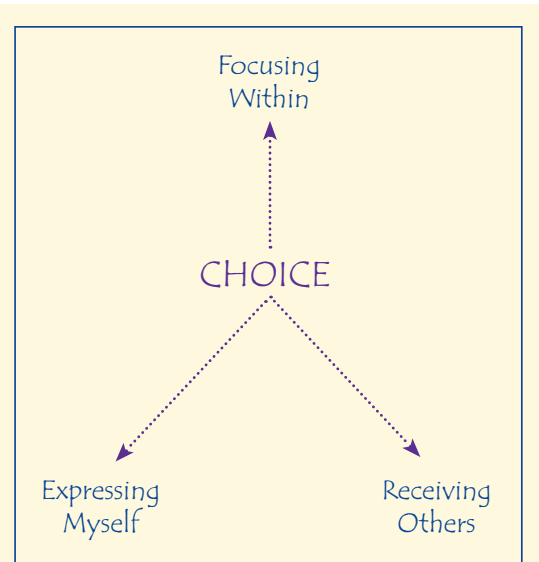 Focusing
Within
CHOICE
Expressing
Myself
Receiving
Others